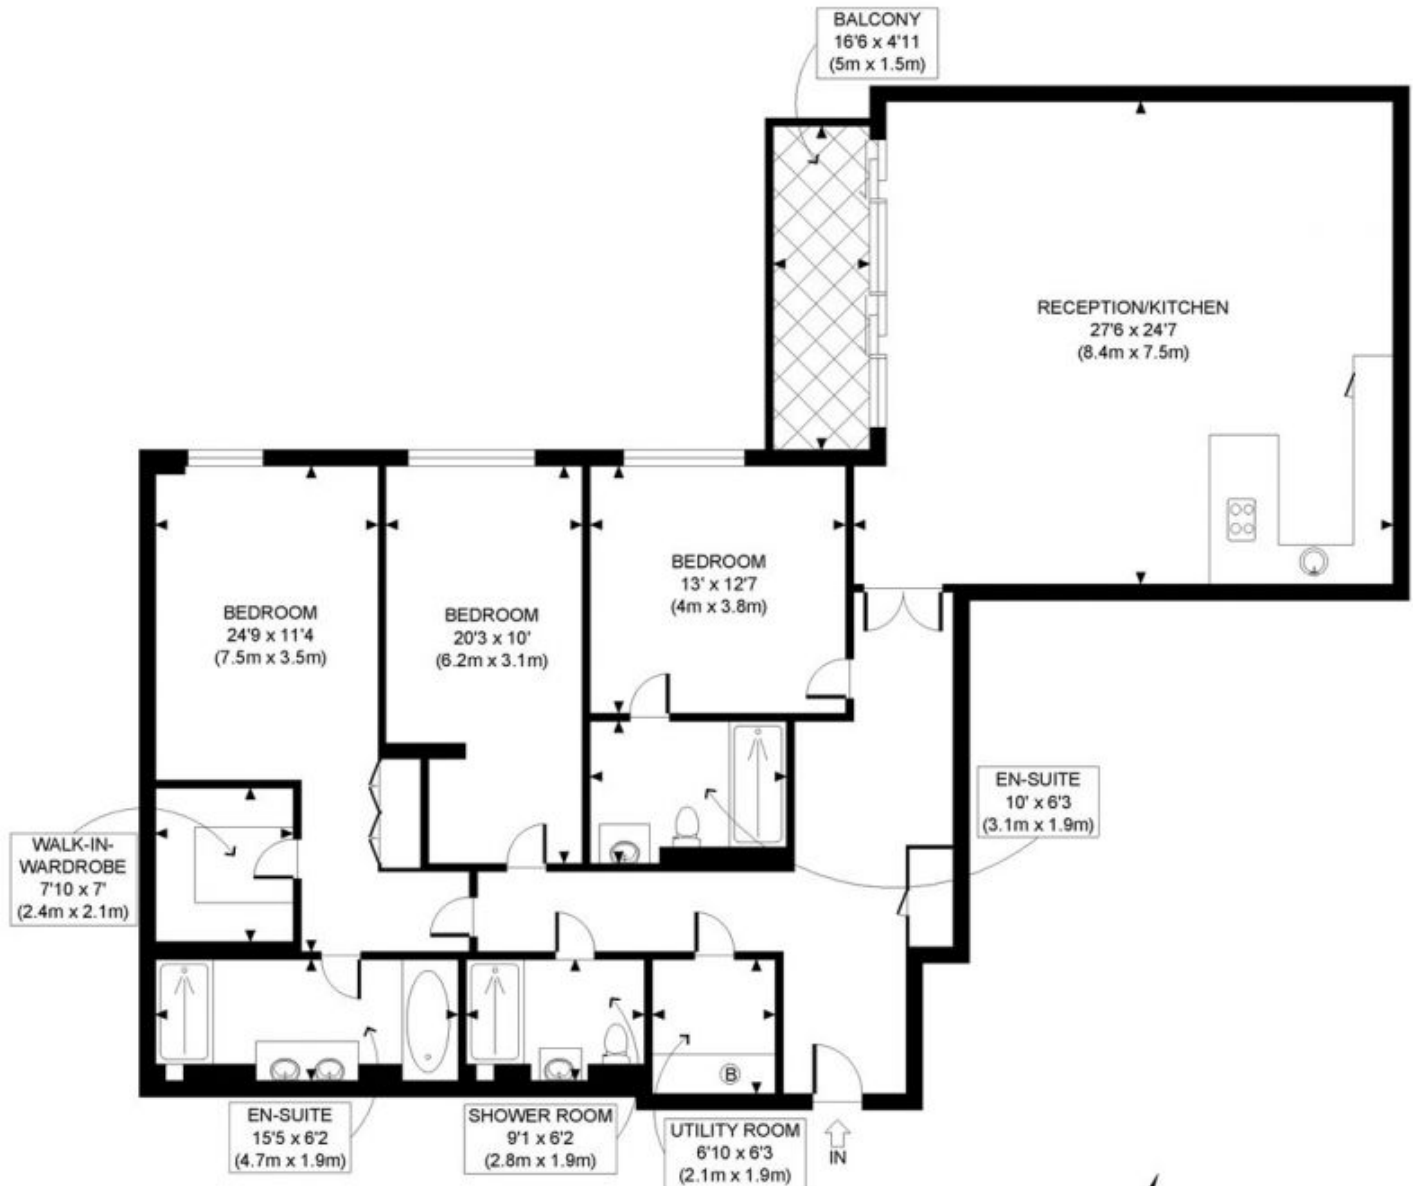 BALCONY
16'6 x 4'11
(5m x 1.5m)
RECEPTION/KITCHEN
27'6 x 24'7
(8.4m x 7.5m)
BEDROOM
13' x 12'7
(4m x 3.8m)
BEDROOM
24'9 x 11'4
(7.5m x 3.5m)
BEDROOM
20'3 x 10'
(6.2m x 3.1m)
EN-SUITE
10' x 6'3
(3.1m x 1.9m)
WALK-IN-
WARDROBE
7'10 x 7'
(2.4m x 2.1m)
B
EN-SUITE
15'5 x 6'2
(4.7m x 1.9m)
SHOWER ROOM
9'1 x 6'2
(2.8m x 1.9m)
UTILITY ROOM
6'10 x 6'3
(2.1m x 1.9m)
IN